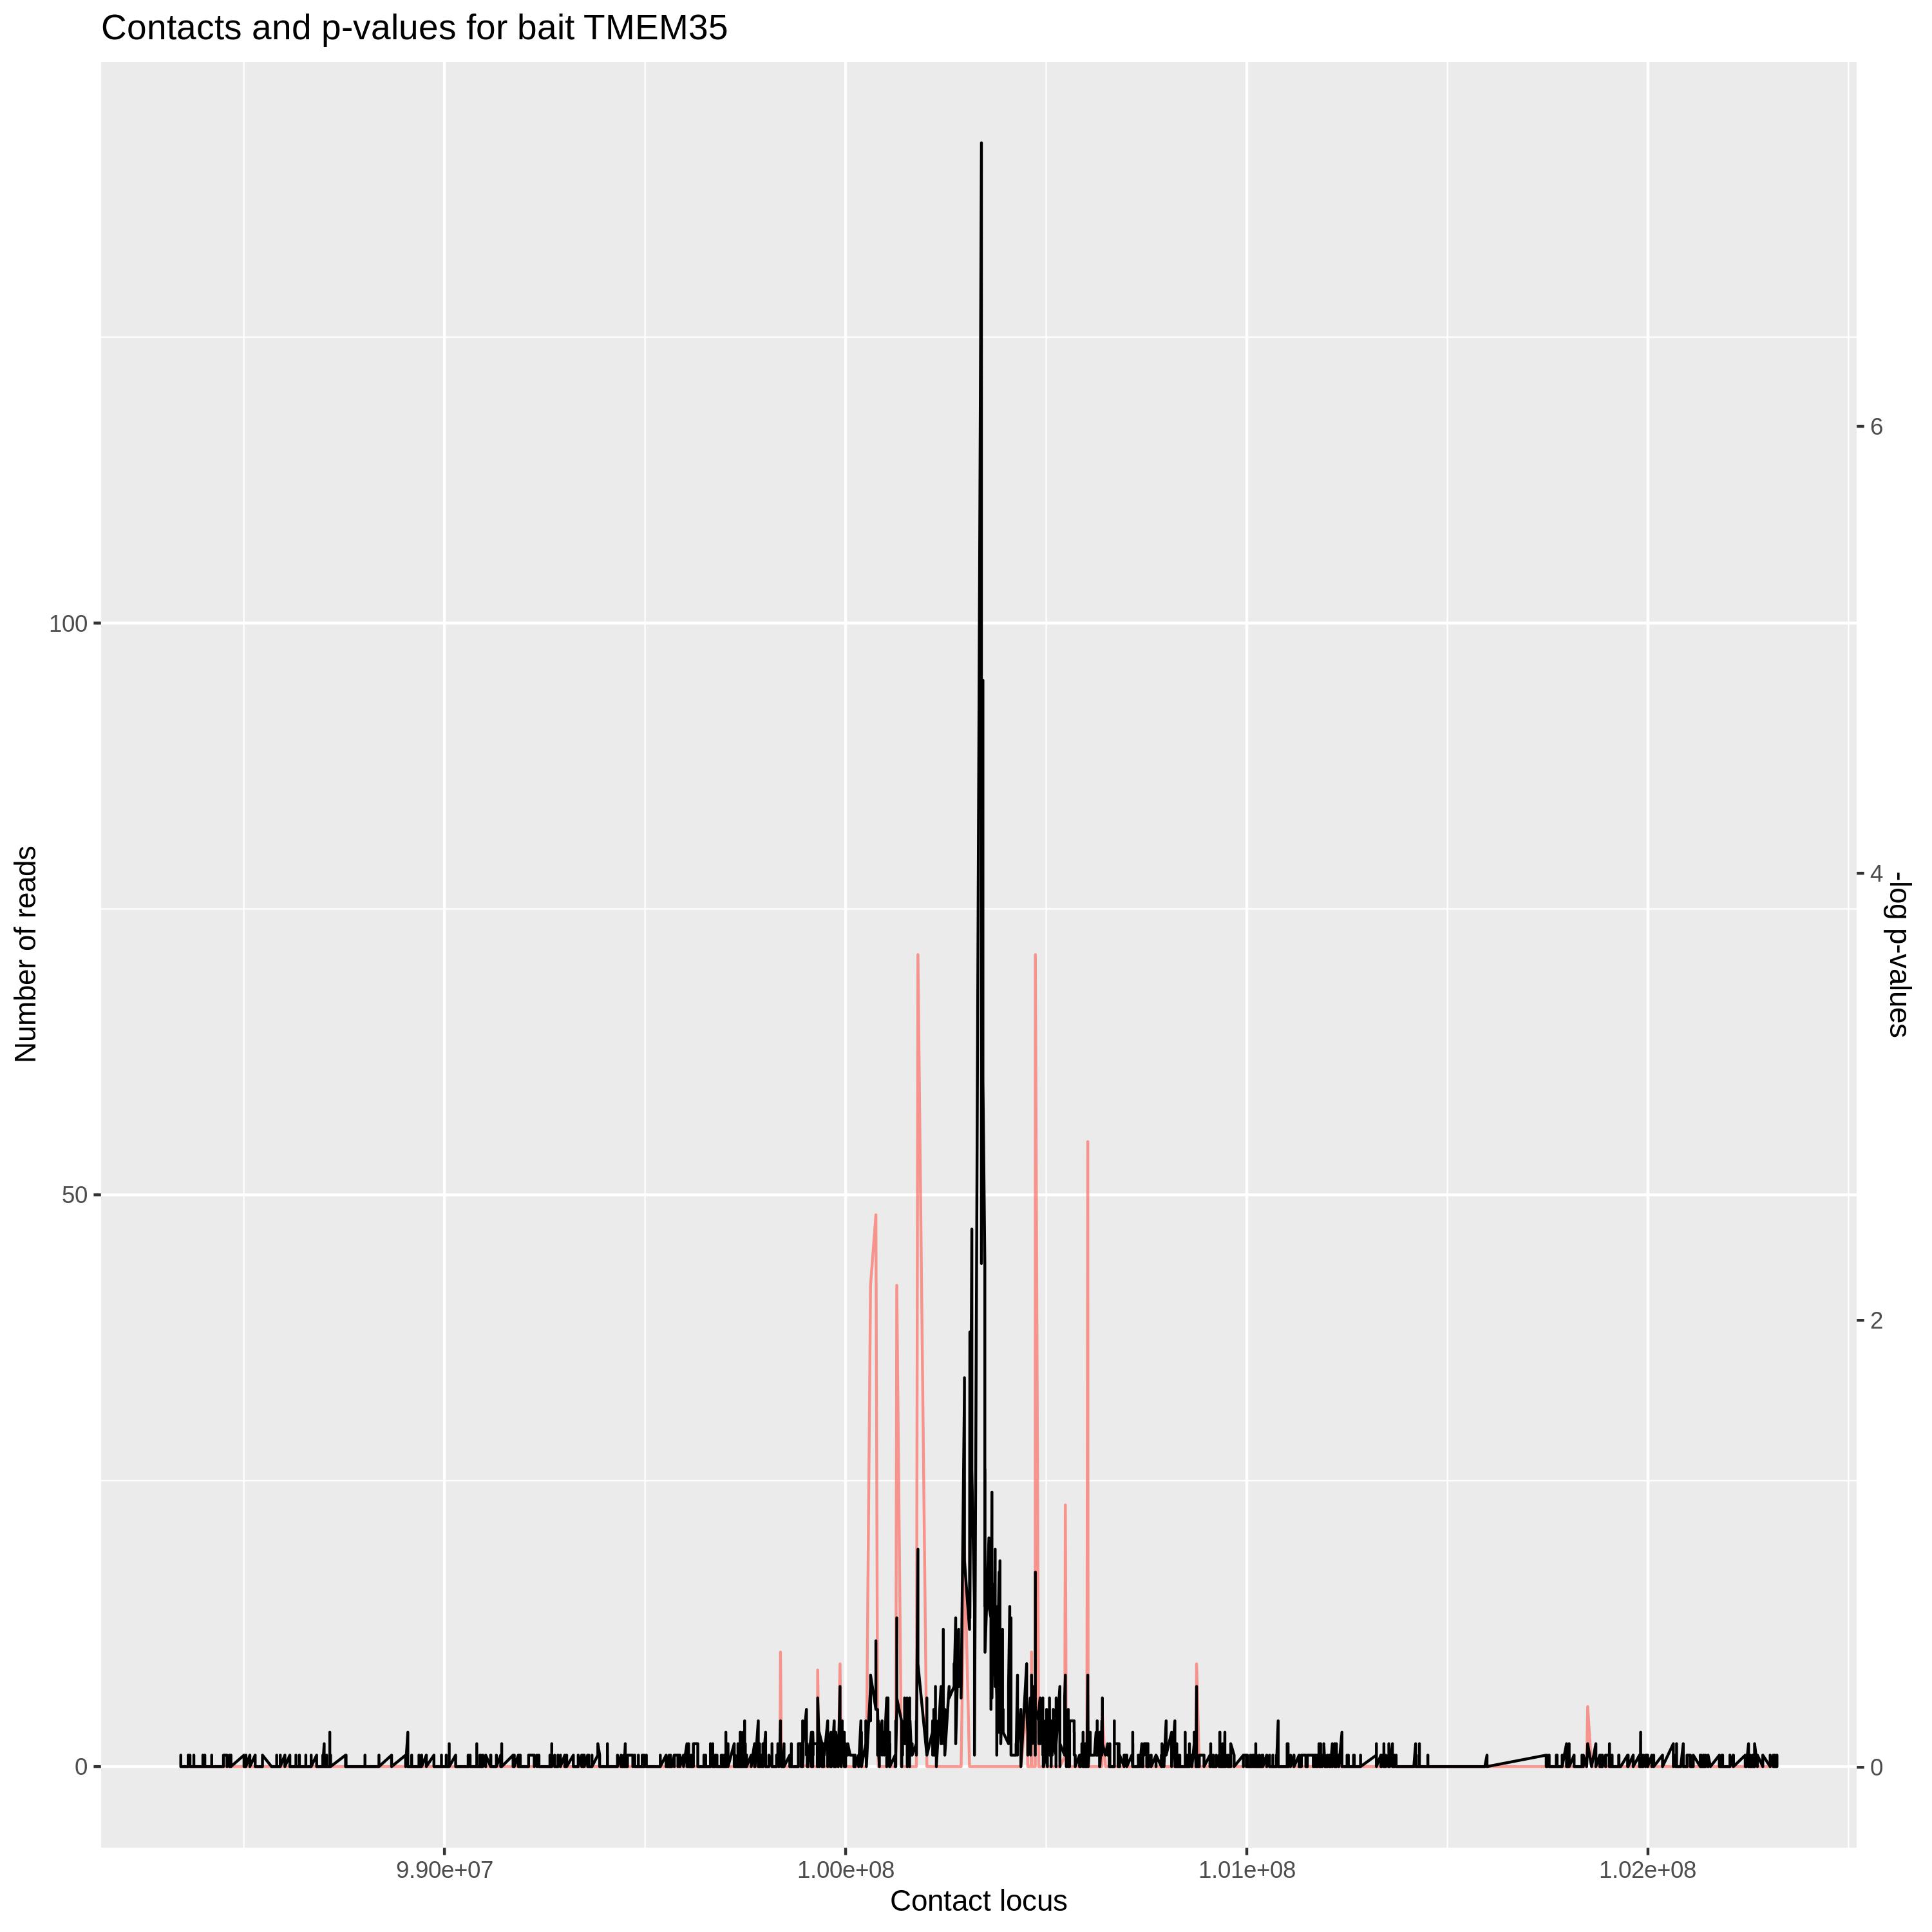 Contacts and p-values for bait TMEM35
Number of reads
100
50
0
6
4
2
0
-log p-values
9.90e+07
1.00e+08
1.01e+08
1.02e+08
Contact locus